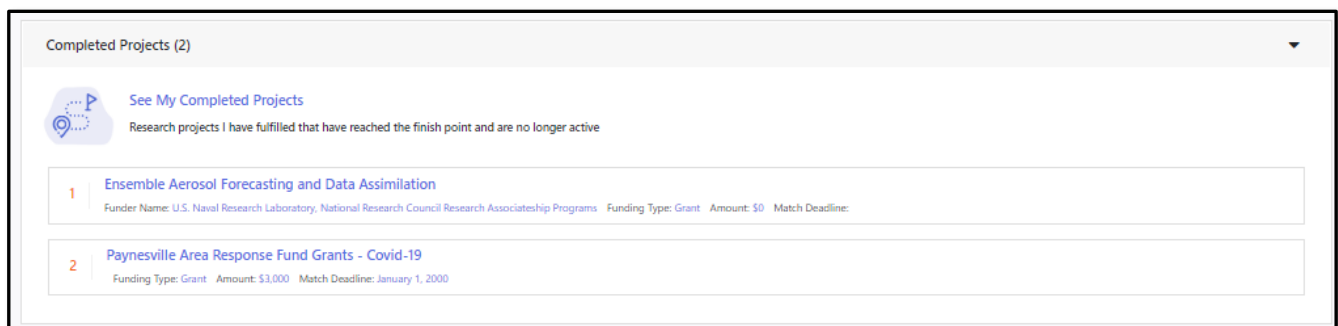 Completed Projects (2)
See My Completed Projects
Research projects I have fulfilled that have reached the finish point and are no longer active
1
Ensemble Aerosol Forecasting and Data Assimilation
Funder Name: U.S. Naval Research Laboratory, National Research Council Research Associateship Programs Funding Type: Grant Amount: $0 Match Deadline:
2
Paynesville Area Response Fund Grants - Covid-19
Funding Type: Grant Amount: $3,000 Match Deadline: January 1, 2000